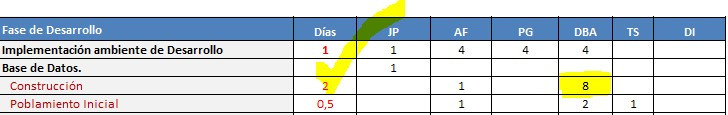 Fase de Desarrollo Días JP AF PG DBA TS DI
Implementación ambiente de Desarrollo 1 1 4 4 4
Base de Datos. 1
Construcción 2 1 8
Poblamiento Inicial 0,5 1 2 1